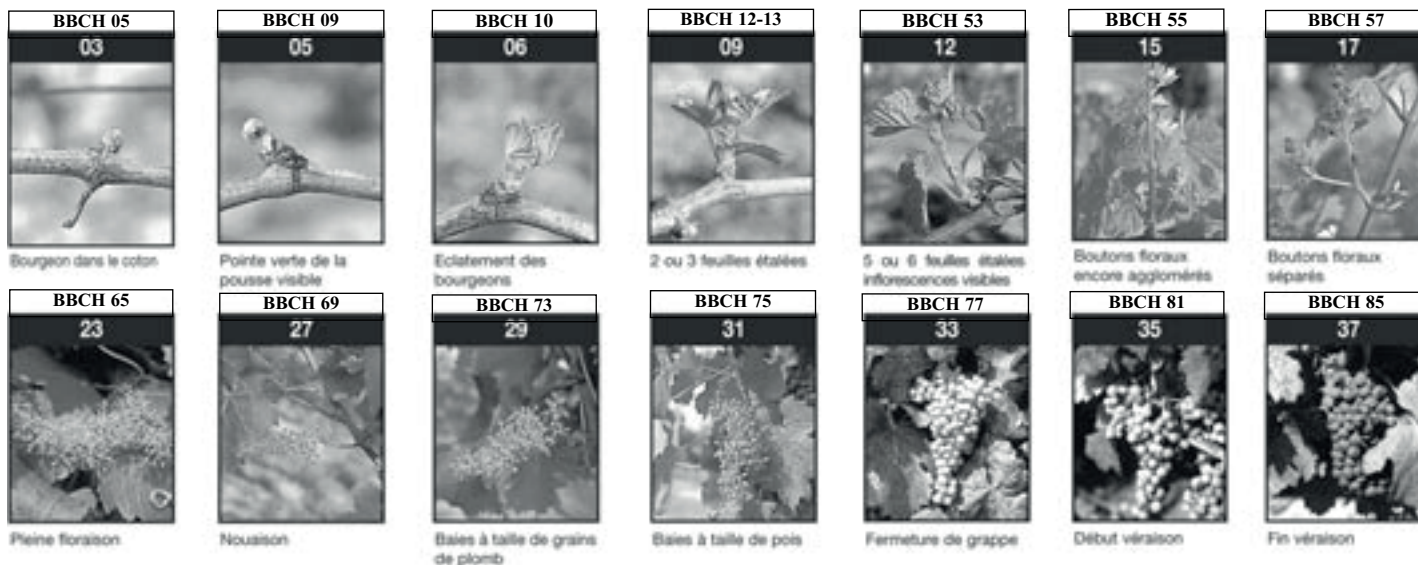 BBCH 05
03
Bourgeon dans le coton
BBCH 09
05
Pointe verte de la
pousse visible
BBCH 10
06
Eclatement des
bourgeons
BBCH 12-13
09
2 ou 3 feuilles étalées
BBCH 53
12
5 ou 6 feuilles étalées
inflorescences visibles
BBCH 55
15
Boutons floraux
encore agglomérés
BBCH 57
17
Boutons floraux
séparés
BBCH 65
23
Pleine floraison
BBCH 69
27
Nouaison
BBCH 73
29
Baies à taille de grains
de plomb
BBCH 75
31
Baies à taille de pois
BBCH 77
33
Fermeture de grappe
BBCH 81
35
Début véraison
BBCH 85
37
Fin véraison